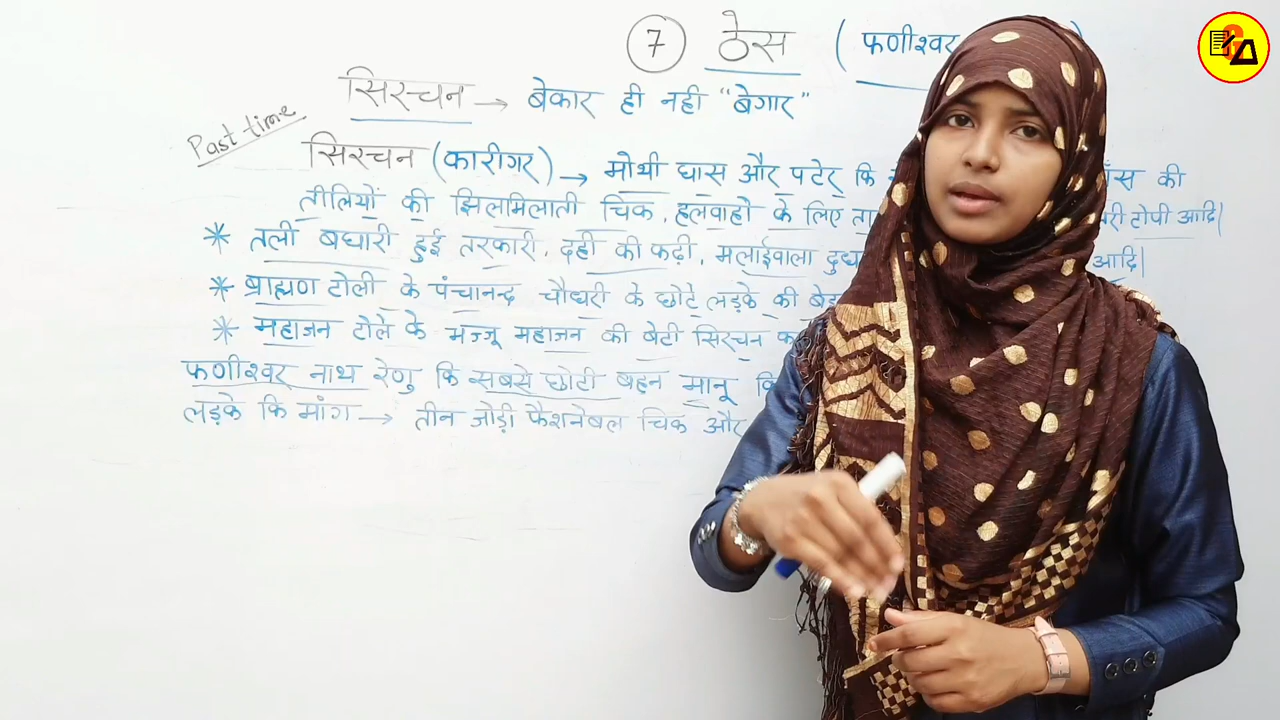 7 ठेस (फणीश्वर )
सिरचन → बेकार ही नही "बेगार"
Past time
सिरचन (कारीगर) → मोथी घास और पटेर् कि की
तीलियों की झिलमिलाती चिक, हलवाहों के लिए टोपी आदि।
* तली बघारी हुई तरकारी, दही की कढ़ी, मलाईवाला दुध आदि।
* ब्राह्मण टोली के पंचानन्द चौधरी के छोटे लड़के की
* महाजन टोले के मज्जू महाजन की बेटी सिरचन
फणीश्वर नाथ रेणु कि सबसे छोटी बहन मानू
लड़के कि मांग → तीन जोड़ी फैशनेबल चिक और